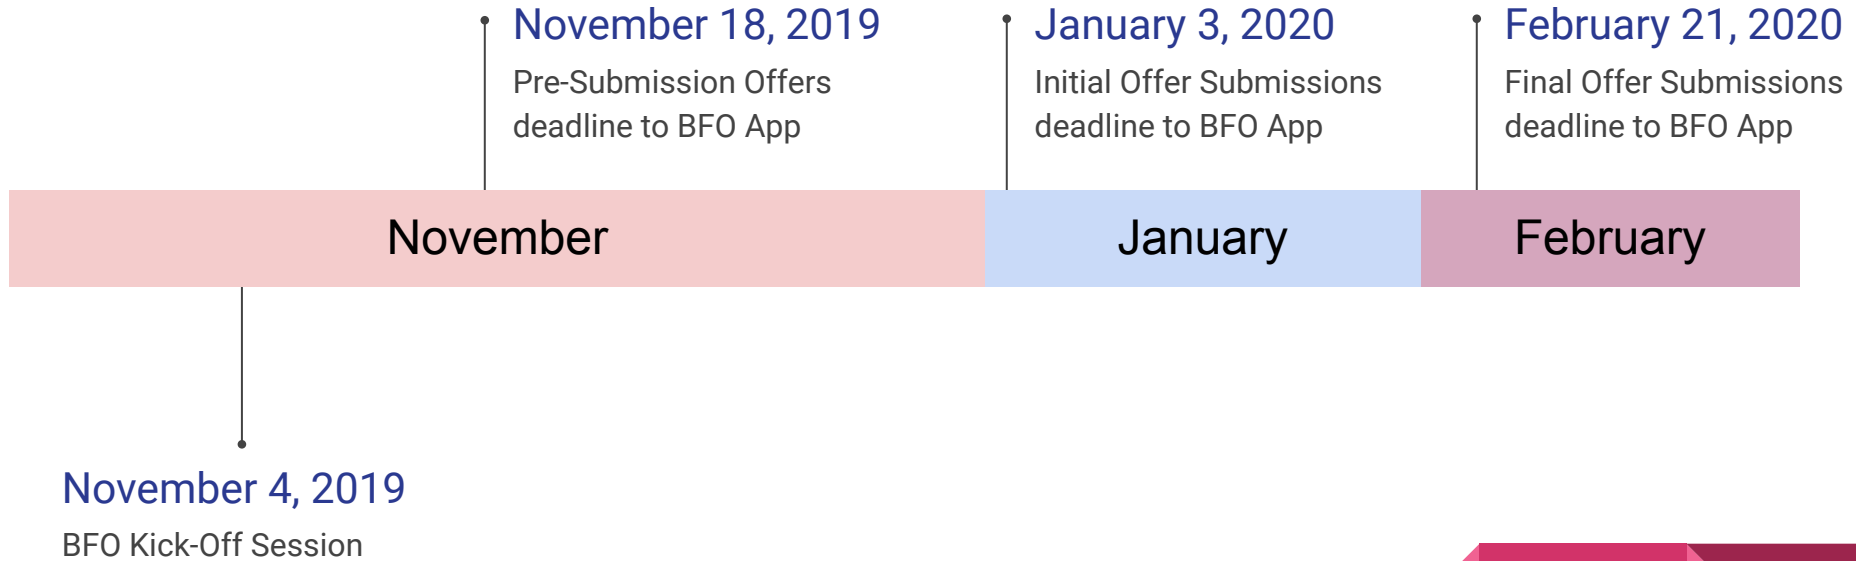 November 18, 2019
Pre-Submission Offers
deadline to BFO App
January 3, 2020
Initial Offer Submissions
deadline to BFO App
February 21, 2020
Final Offer Submissions
deadline to BFO App
November
January
February
November 4, 2019
BFO Kick-Off Session